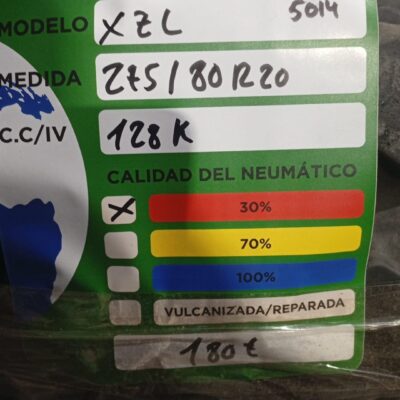 5014
MODELO XZL
MEDIDA 275/80R20
C.C/IV 128K
CALIDAD DEL NEUMÁTICO
X 30%
70%
100%
VULCANIZADA/REPARADA
180€